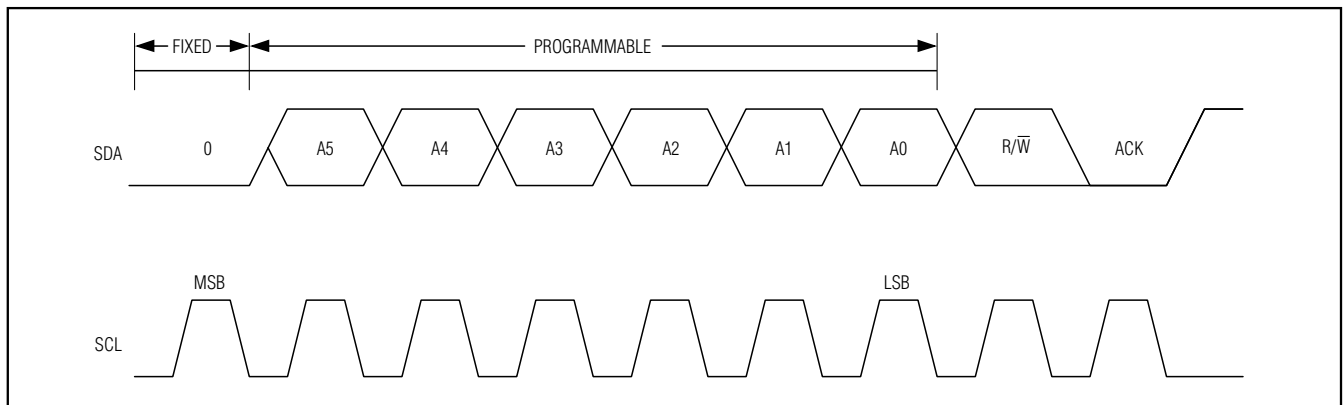 FIXED PROGRAMMABLE
SDA 0 A5 A4 A3 A2 A1 A0 R/W̅ ACK
MSB LSB
SCL